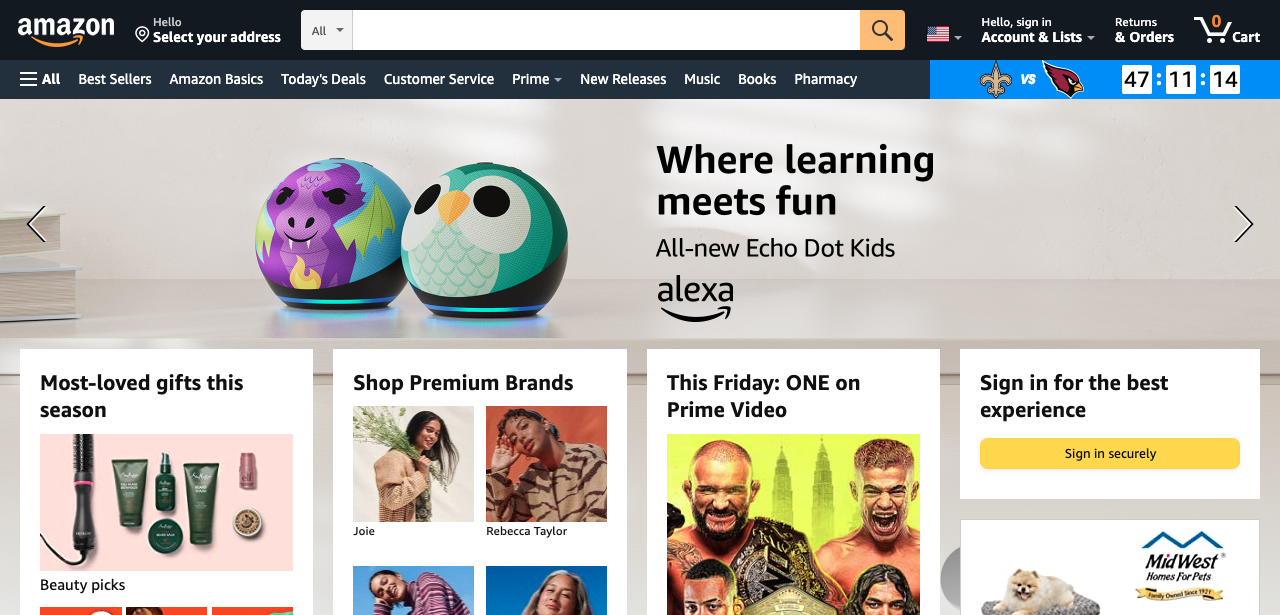 amazon
Hello
Select your address
All
Hello, sign in
Account & Lists
Returns
& Orders
0
Cart
All
Best Sellers
Amazon Basics
Today's Deals
Customer Service
Prime
New Releases
Music
Books
Pharmacy
VS
47 : 11 : 14
Where learning
meets fun
All-new Echo Dot Kids
alexa
Most-loved gifts this
season
Beauty picks
Shop Premium Brands
Joie
Rebecca Taylor
This Friday: ONE on
Prime Video
Sign in for the best
experience
Sign in securely
MidWest®
Homes For Pets
Family Owned Since 1921